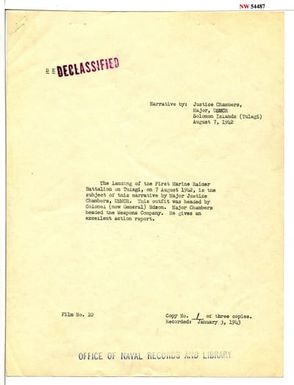 NW 54487
DECLASSIFIED
Narrative by: Justice Chambers,
Major, USMCR
Solomon Islands (Tulagi)
August 7, 1942
The landing of the First Marine Raider
Battalion on Tulagi, on 7 August 1942, is the
subject of this narrative by Major Justice
Chambers, USMCR. This outfit was headed by
Colonel (now General) Edson. Major Chambers
headed the Weapons Company. He gives an
excellent action report.
Film No. 20
Copy No. 1 of three copies.
Recorded: January 3, 1943
OFFICE OF NAVAL RECORDS AND LIBRARY